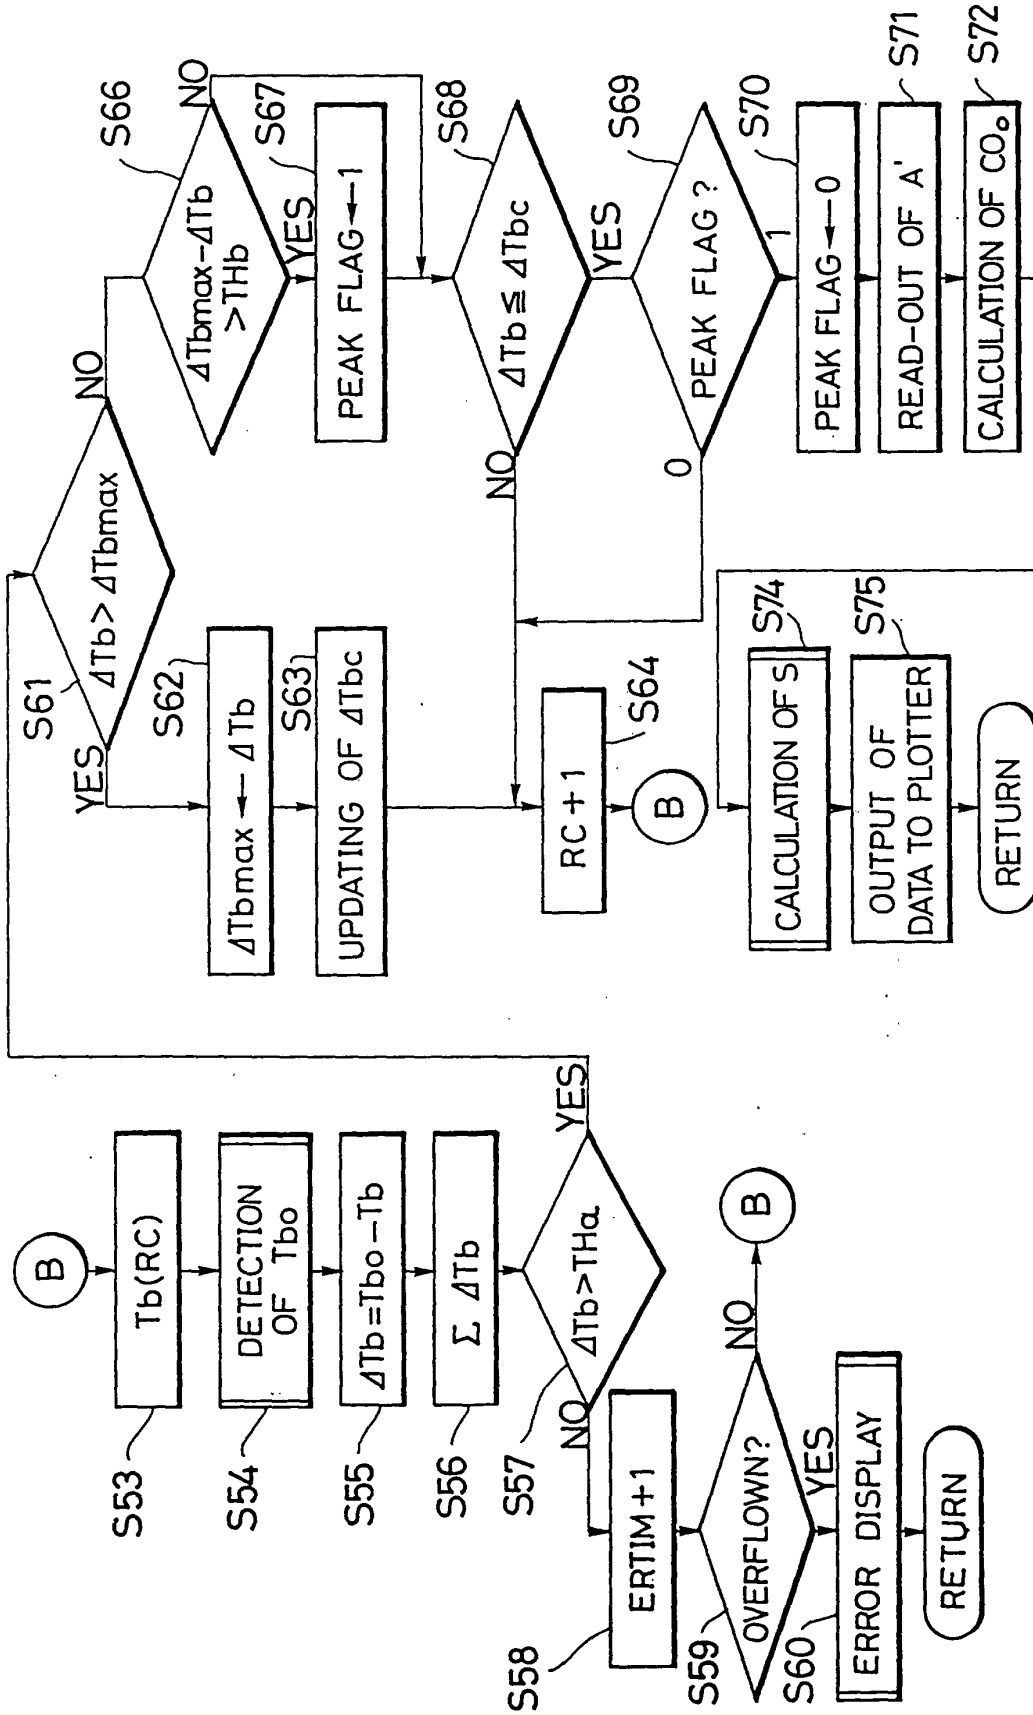 B
S53
Tb(RC)
S54
DETECTION
OF Tbo
S55
ΔTb=Tbo−Tb
S56
Σ ΔTb
S57
ΔTb>THa
YES
NO
S58
ERTIM+1
S59
OVERFLOWN?
NO
B
YES
S60
ERROR DISPLAY
RETURN
S61
ΔTb>ΔTbmax
YES
NO
S62
ΔTbmax←ΔTb
S63
UPDATING OF ΔTbc
RC+1
S64
B
S66
ΔTbmax−ΔTb
>THb
NO
YES
S67
PEAK FLAG←1
S68
ΔTb≦ΔTbc
NO
YES
S69
PEAK FLAG?
0
1
S70
PEAK FLAG←0
S71
READ-OUT OF A'
S72
CALCULATION OF COo
S74
CALCULATION OF S
S75
OUTPUT OF
DATA TO PLOTTER
RETURN